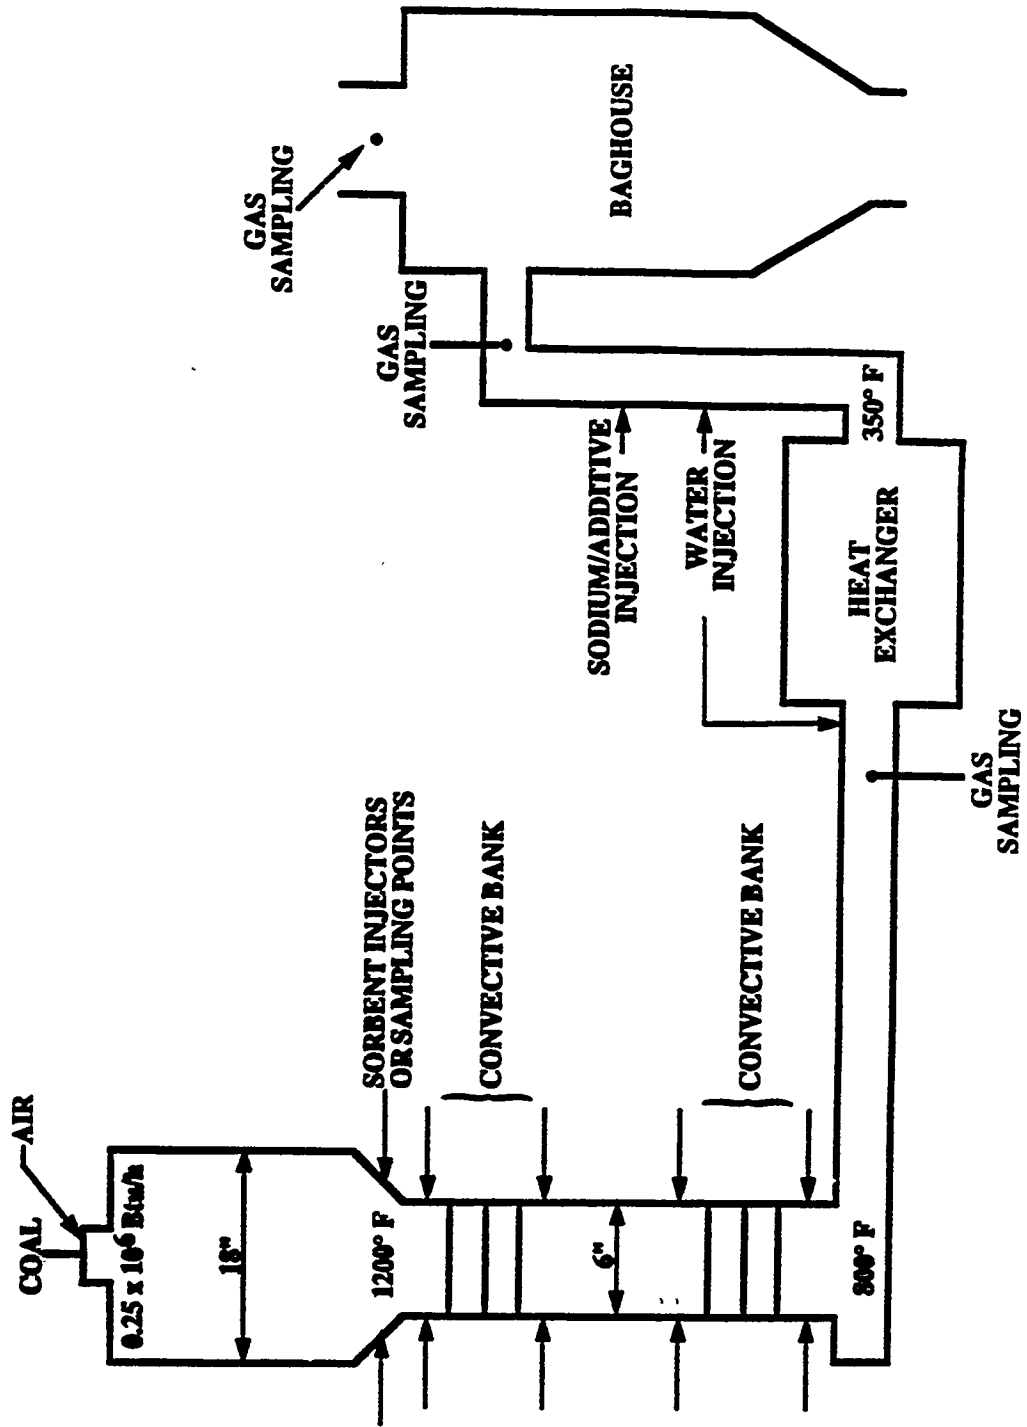 COAL
AIR
0.25 x 10⁶ Btu/h
18"
1200° F
SORBENT INJECTORS
OR SAMPLING POINTS
CONVECTIVE BANK
6"
CONVECTIVE BANK
800° F
GAS
SAMPLING
HEAT
EXCHANGER
350° F
WATER
INJECTION
SODIUM/ADDITIVE
INJECTION
GAS
SAMPLING
GAS
SAMPLING
BAGHOUSE